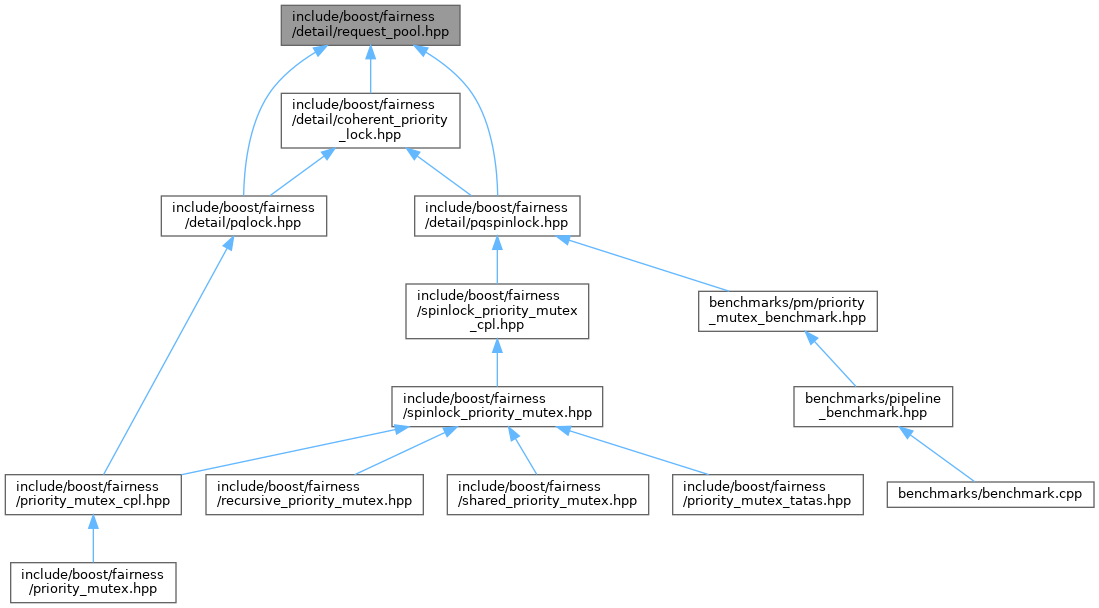 include/boost/fairness
/detail/request_pool.hpp
include/boost/fairness
/detail/coherent_priority
_lock.hpp
include/boost/fairness
/detail/pqlock.hpp
include/boost/fairness
/detail/pqspinlock.hpp
include/boost/fairness
/spinlock_priority_mutex
_cpl.hpp
benchmarks/pm/priority
_mutex_benchmark.hpp
include/boost/fairness
/spinlock_priority_mutex.hpp
benchmarks/pipeline
_benchmark.hpp
include/boost/fairness
/priority_mutex_cpl.hpp
include/boost/fairness
/recursive_priority_mutex.hpp
include/boost/fairness
/shared_priority_mutex.hpp
include/boost/fairness
/priority_mutex_tatas.hpp
benchmarks/benchmark.cpp
include/boost/fairness
/priority_mutex.hpp